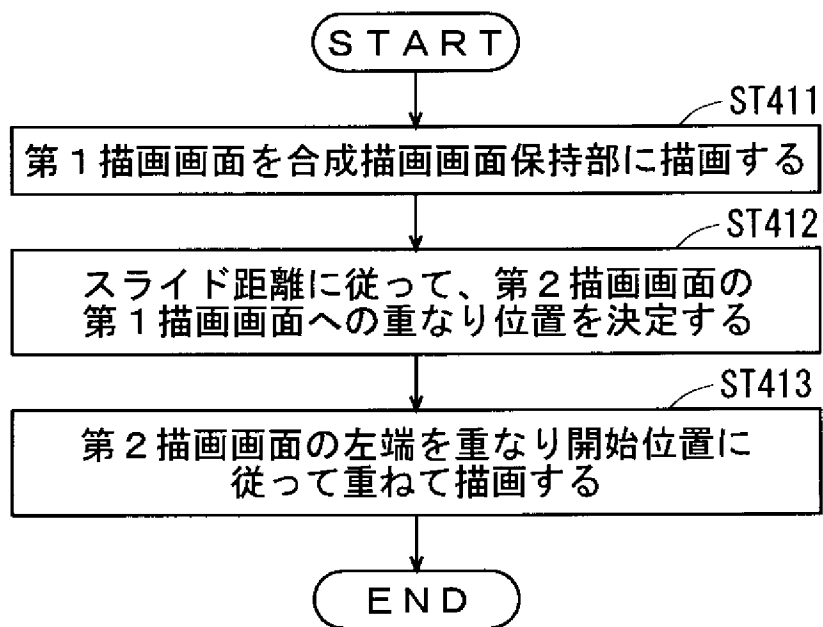 START
ST411
第1描画画面を合成描画画面保持部に描画する
ST412
スライド距離に従って、第2描画画面の
第1描画画面への重なり位置を決定する
ST413
第2描画画面の左端を重なり開始位置に
従って重ねて描画する
END